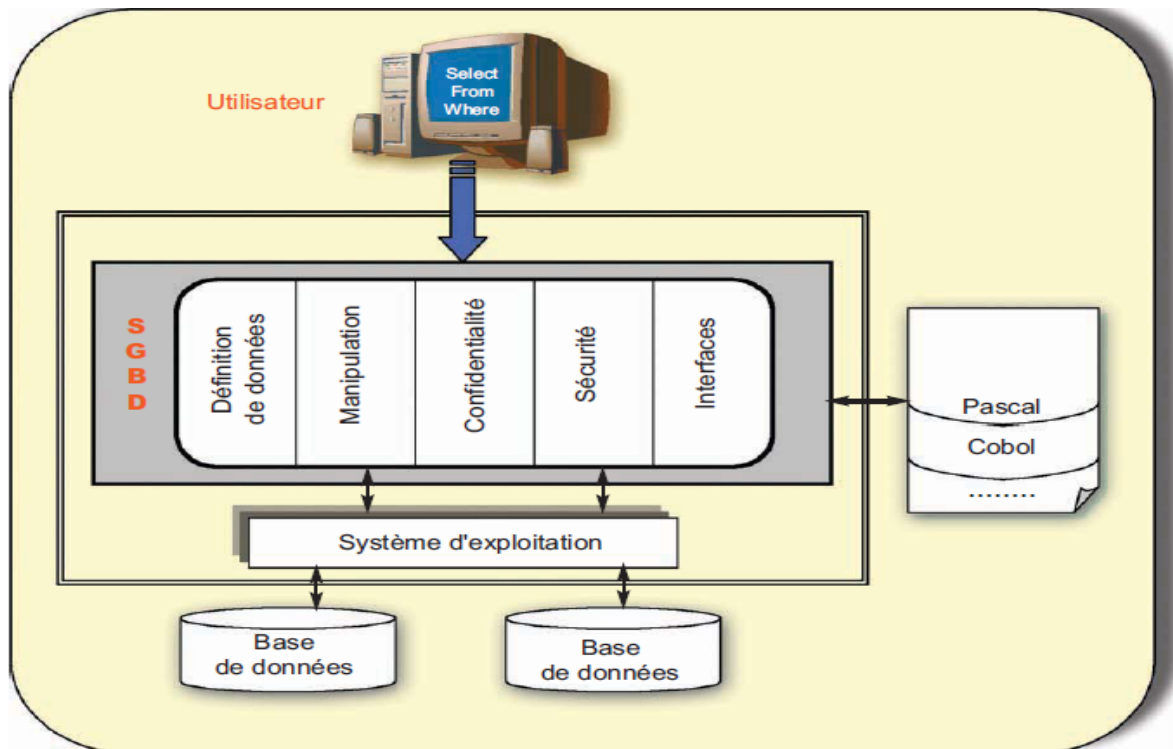 Utilisateur
Select
From
Where
S
G
B
D
Définition
de données
Manipulation
Confidentialité
Sécurité
Interfaces
Pascal
Cobol
........
Système d'exploitation
Base
de données
Base
de données